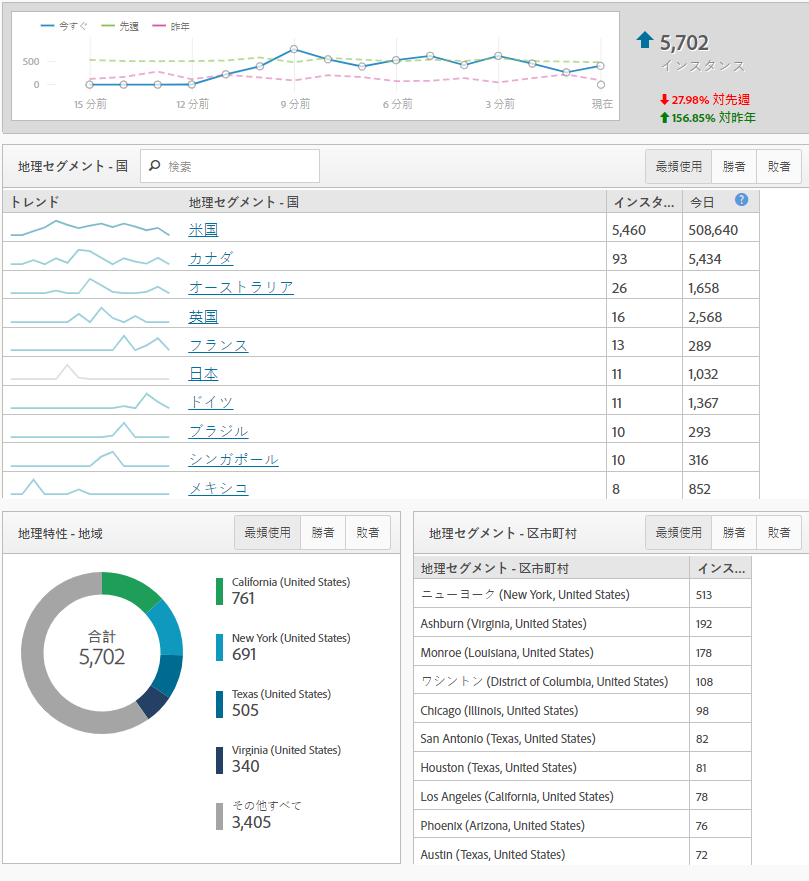 今すぐ 先週 昨年
500
0
15 分前 12 分前 9 分前 6 分前 3 分前 現在
5,702
インスタンス
27.98% 対先週
156.85% 対昨年
地理セグメント - 国 検索 最頻使用 勝者 敗者
トレンド 地理セグメント - 国 インスタ... 今日 ?
米国 5,460 508,640
カナダ 93 5,434
オーストラリア 26 1,658
英国 16 2,568
フランス 13 289
日本 11 1,032
ドイツ 11 1,367
ブラジル 10 293
シンガポール 10 316
メキシコ 8 852
地理特性 - 地域 最頻使用 勝者 敗者
合計
5,702
California (United States)
761
New York (United States)
691
Texas (United States)
505
Virginia (United States)
340
その他すべて
3,405
地理セグメント - 区市町村 最頻使用 勝者 敗者
地理セグメント - 区市町村 インス...
ニューヨーク (New York, United States) 513
Ashburn (Virginia, United States) 192
Monroe (Louisiana, United States) 178
ワシントン (District of Columbia, United States) 108
Chicago (Illinois, United States) 98
San Antonio (Texas, United States) 82
Houston (Texas, United States) 81
Los Angeles (California, United States) 78
Phoenix (Arizona, United States) 76
Austin (Texas, United States) 72